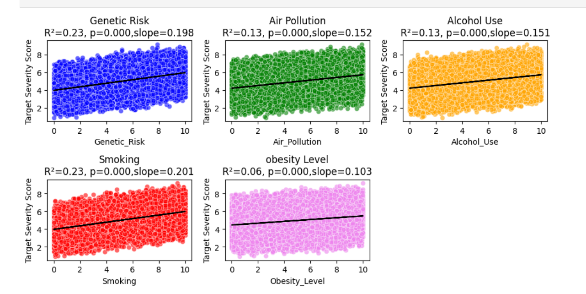 Genetic Risk
R²=0.23, p=0.000,slope=0.198
Target Severity Score
8
6
4
2
0 2 4 6 8 10
Genetic_Risk
Air Pollution
R²=0.13, p=0.000,slope=0.152
Target Severity Score
8
6
4
2
0 2 4 6 8 10
Air_Pollution
Alcohol Use
R²=0.13, p=0.000,slope=0.151
Target Severity Score
8
6
4
2
0 2 4 6 8 10
Alcohol_Use
Smoking
R²=0.23, p=0.000,slope=0.201
Target Severity Score
8
6
4
2
0 2 4 6 8 10
Smoking
obesity Level
R²=0.06, p=0.000,slope=0.103
Target Severity Score
8
6
4
2
0 2 4 6 8 10
Obesity_Level